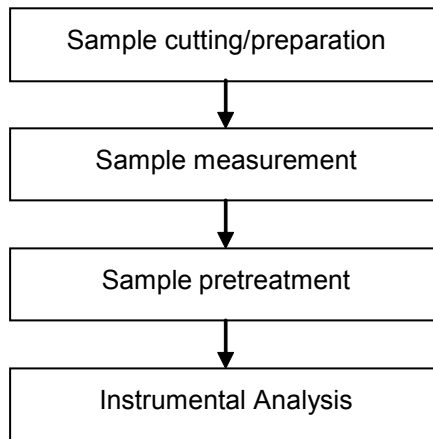 Sample cutting/preparation
Sample measurement
Sample pretreatment
Instrumental Analysis